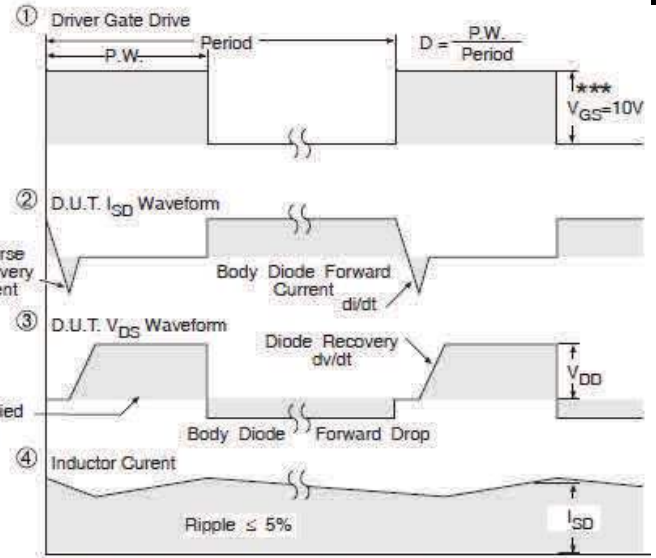 ① Driver Gate Drive
Period
P.W.
D = P.W.
Period
***
VGS=10V
② D.U.T. ISD Waveform
Body Diode Forward
Current
di/dt
③ D.U.T. VDS Waveform
Diode Recovery
dv/dt
VDD
Body Diode Forward Drop
④ Inductor Curent
Ripple ≤ 5%
ISD